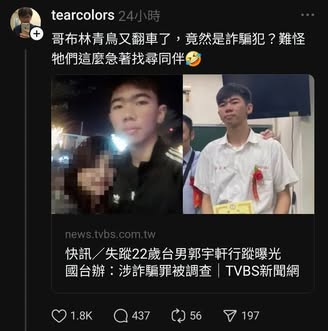 tearcolors 24小時
哥布林青鳥又翻車了，竟然是詐騙犯？難怪
牠們這麼急著找尋同伴🤣
news.tvbs.com.tw
快訊／失蹤22歲台男郭宇軒行蹤曝光
國台辦：涉詐騙罪被調查｜TVBS新聞網
1.8K 437 56 197